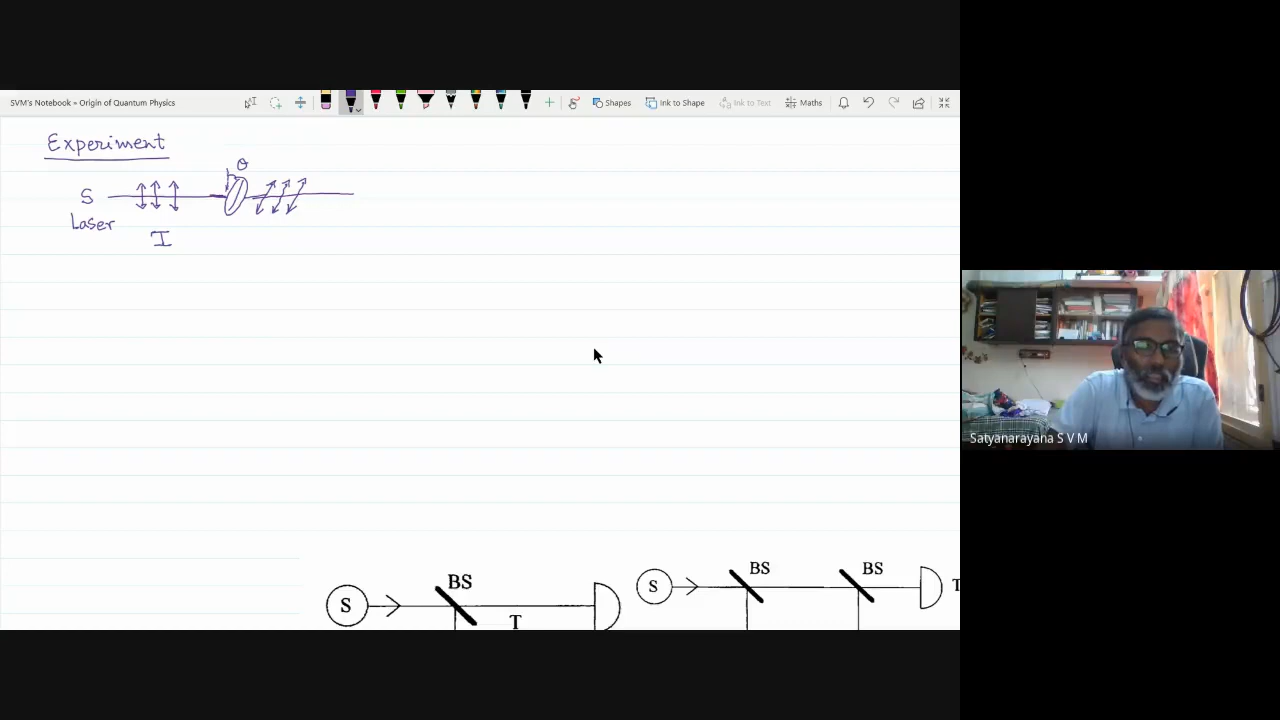 SVM's Notebook » Origin of Quantum Physics
Shapes
Ink to Shape
Ink to Text
Maths
Experiment
θ
S
Laser
I
BS
S
T
BS
BS
S
T
Satyanarayana S V M